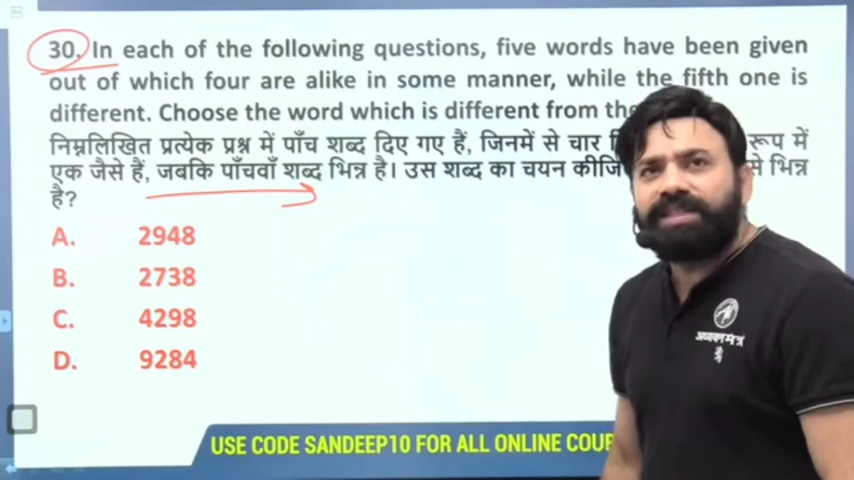 30. In each of the following questions, five words have been given
out of which four are alike in some manner, while the fifth one is
different. Choose the word which is different from the
निम्नलिखित प्रत्येक प्रश्न में पाँच शब्द दिए गए हैं, जिनमें से चार रूप में
एक जैसे हैं, जबकि पाँचवाँ शब्द भिन्न है। उस शब्द का चयन से भिन्न
है?
A. 2948
B. 2738
C. 4298
D. 9284
अध्ययन मंत्र
USE CODE SANDEEP10 FOR ALL ONLINE